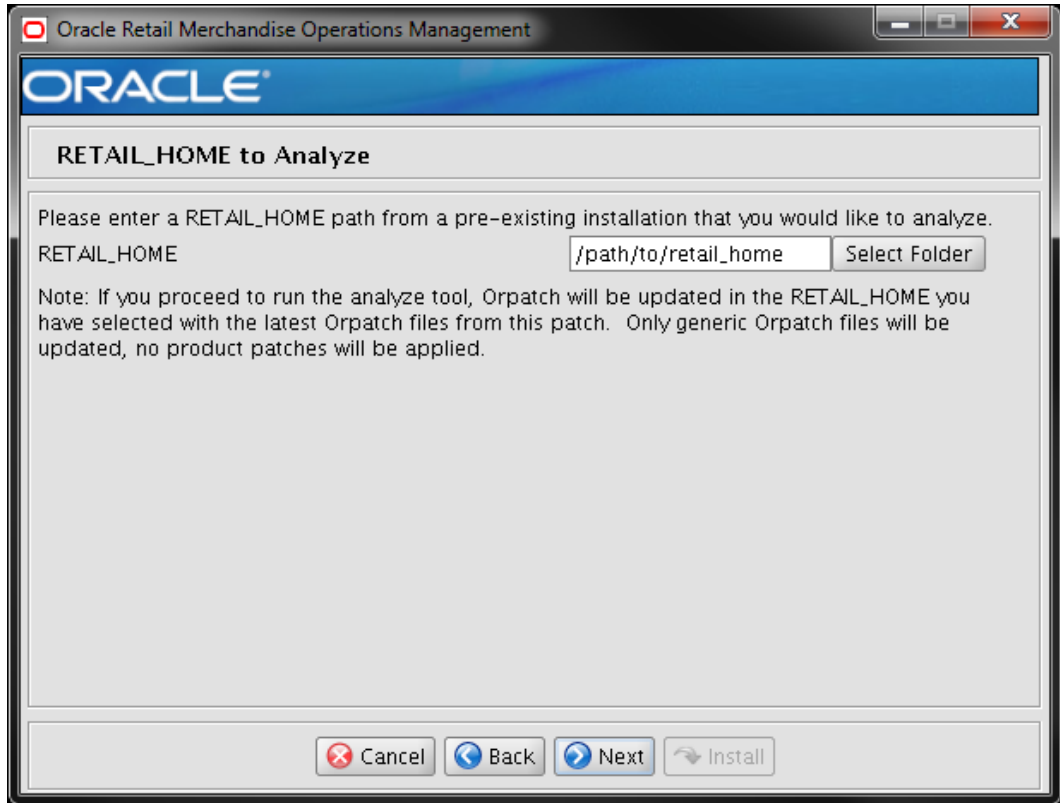 Oracle Retail Merchandise Operations Management
ORACLE
RETAIL_HOME to Analyze
Please enter a RETAIL_HOME path from a pre-existing installation that you would like to analyze.
RETAIL_HOME /path/to/retail_home Select Folder
Note: If you proceed to run the analyze tool, Orpatch will be updated in the RETAIL_HOME you
have selected with the latest Orpatch files from this patch.  Only generic Orpatch files will be
updated, no product patches will be applied.
Cancel Back Next Install